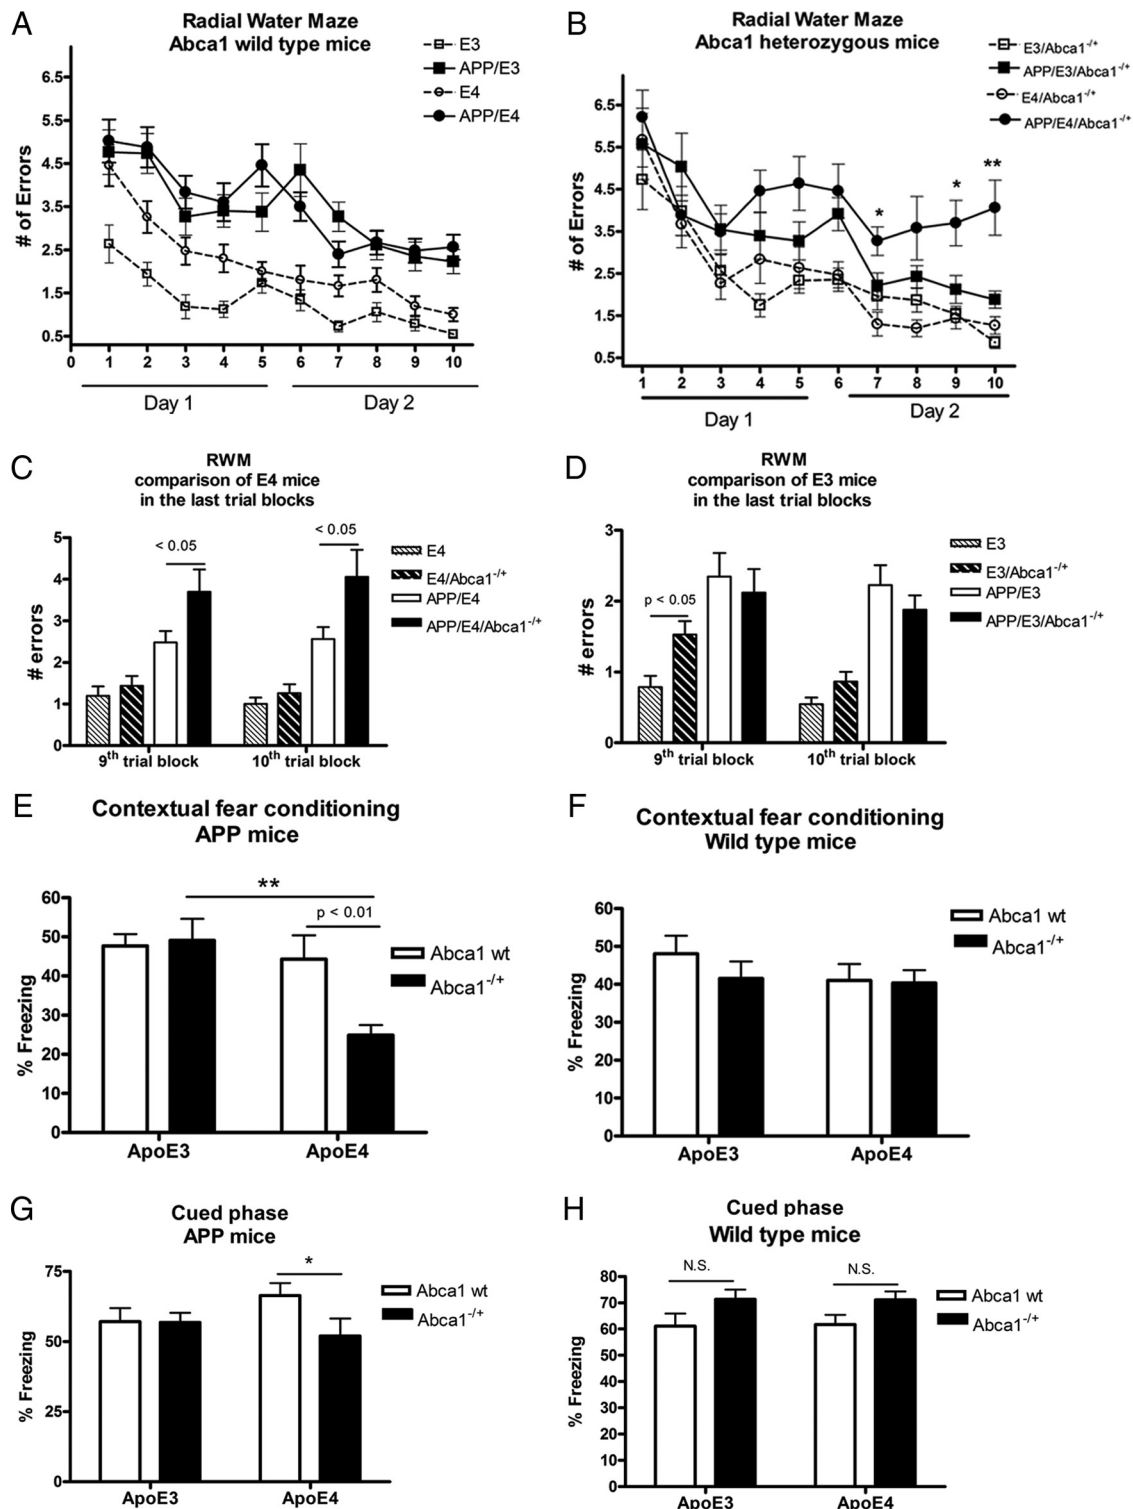 A
Radial Water Maze
Abca1 wild type mice
E3
APP/E3
E4
APP/E4
# of Errors
6.5
5.5
4.5
3.5
2.5
1.5
0.5
0 1 2 3 4 5 6 7 8 9 10
Day 1 Day 2
B
Radial Water Maze
Abca1 heterozygous mice
E3/Abca1-/+
APP/E3/Abca1-/+
E4/Abca1-/+
APP/E4/Abca1-/+
# of Errors
6.5
5.5
4.5
3.5
2.5
1.5
0.5
* * **
1 2 3 4 5 6 7 8 9 10
Day 1 Day 2
C
RWM
comparison of E4 mice
in the last trial blocks
E4
E4/Abca1-/+
APP/E4
APP/E4/Abca1-/+
# errors
5
4
3
2
1
0
< 0.05 < 0.05
9th trial block 10th trial block
D
RWM
comparison of E3 mice
in the last trial blocks
E3
E3/Abca1-/+
APP/E3
APP/E3/Abca1-/+
# errors
3
2
1
0
p < 0.05
9th trial block 10th trial block
E
Contextual fear conditioning
APP mice
**
p < 0.01
Abca1 wt
Abca1-/+
% Freezing
60
50
40
30
20
10
0
ApoE3 ApoE4
F
Contextual fear conditioning
Wild type mice
Abca1 wt
Abca1-/+
% Freezing
60
50
40
30
20
10
0
ApoE3 ApoE4
G
Cued phase
APP mice
*
Abca1 wt
Abca1-/+
% Freezing
75
50
25
0
ApoE3 ApoE4
H
Cued phase
Wild type mice
N.S. N.S.
Abca1 wt
Abca1-/+
% Freezing
80
70
60
50
40
30
20
10
0
ApoE3 ApoE4